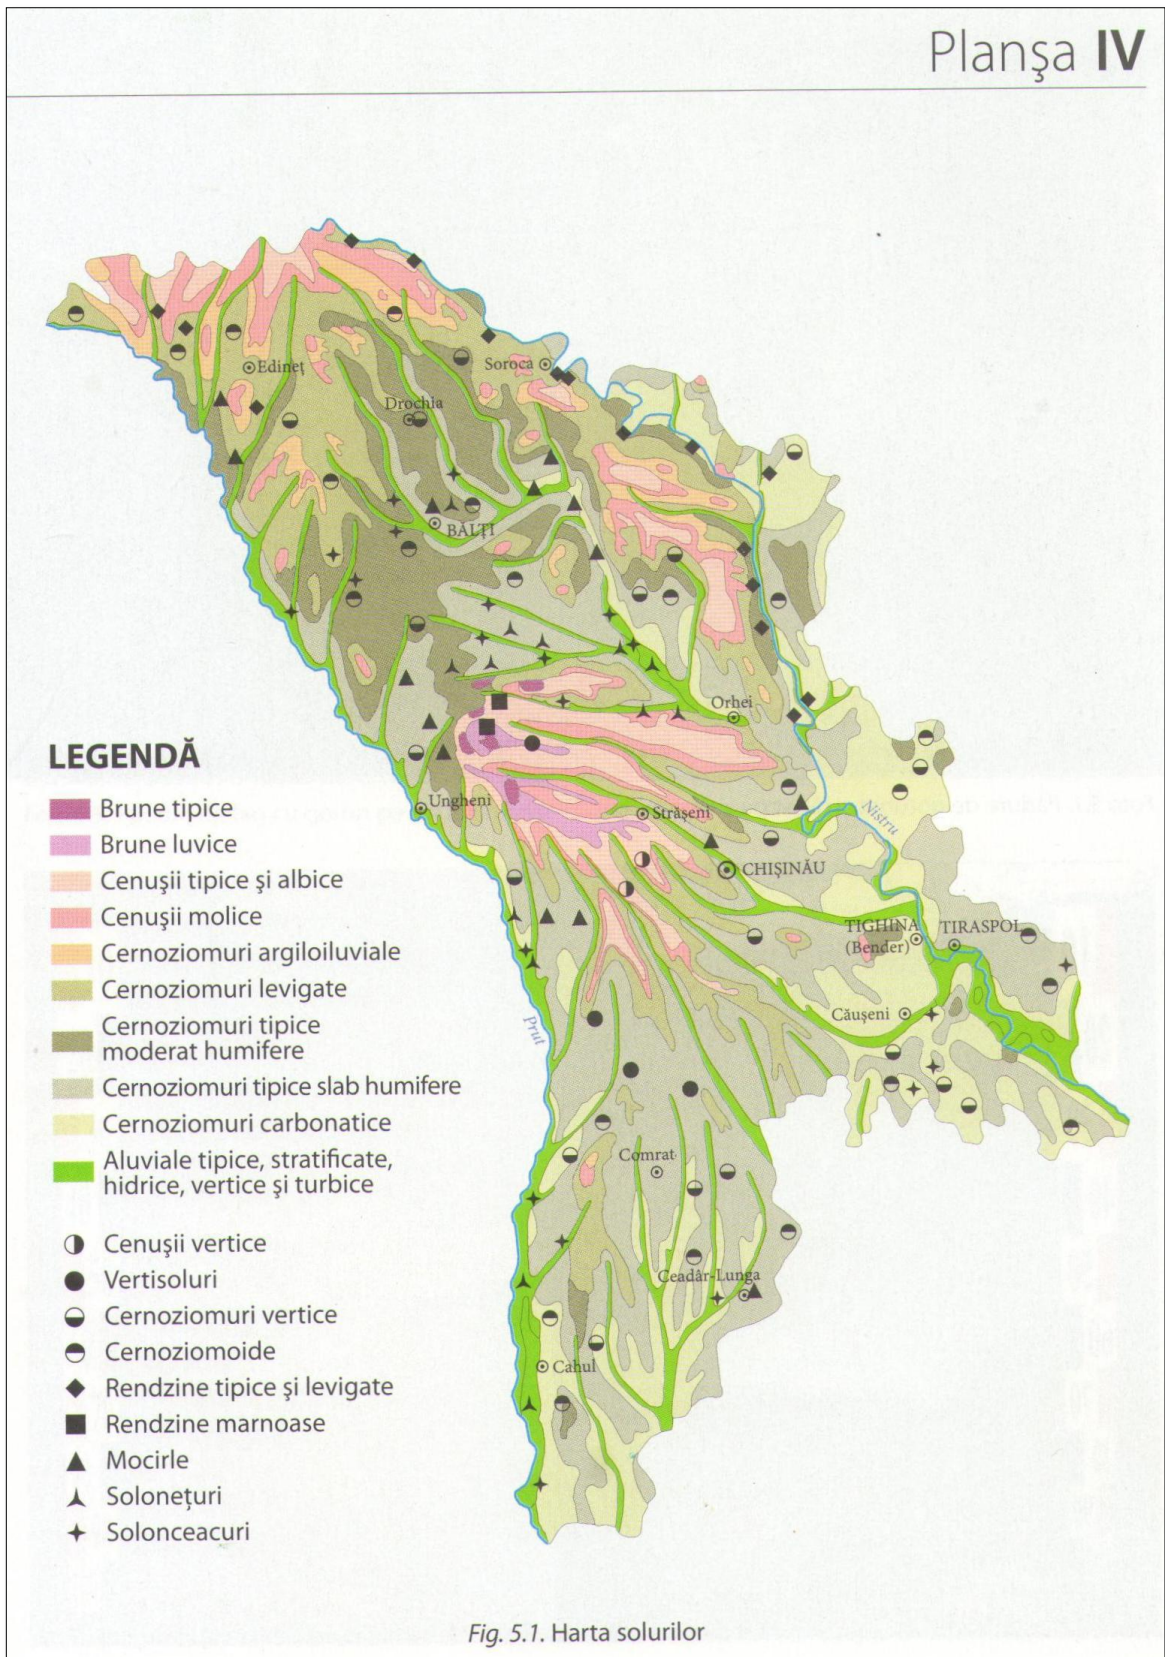 Planşa IV
Edineț
Soroca
Drochia
BĂLȚI
Orhei
Ungheni
Străşeni
Nistru
CHIŞINĂU
TIGHINA
(Bender)
TIRASPOL
Căuşeni
Prut
Comrat
Ceadâr-Lunga
Cahul
LEGENDĂ
Brune tipice
Brune luvice
Cenuşii tipice şi albice
Cenuşii molice
Cernoziomuri argiloiluviale
Cernoziomuri levigate
Cernoziomuri tipice
moderat humifere
Cernoziomuri tipice slab humifere
Cernoziomuri carbonatice
Aluviale tipice, stratificate,
hidrice, vertice şi turbice
Cenuşii vertice
Vertisoluri
Cernoziomuri vertice
Cernoziomoide
Rendzine tipice şi levigate
Rendzine marnoase
Mocirle
Solonețuri
Solonceacuri
Fig. 5.1. Harta solurilor